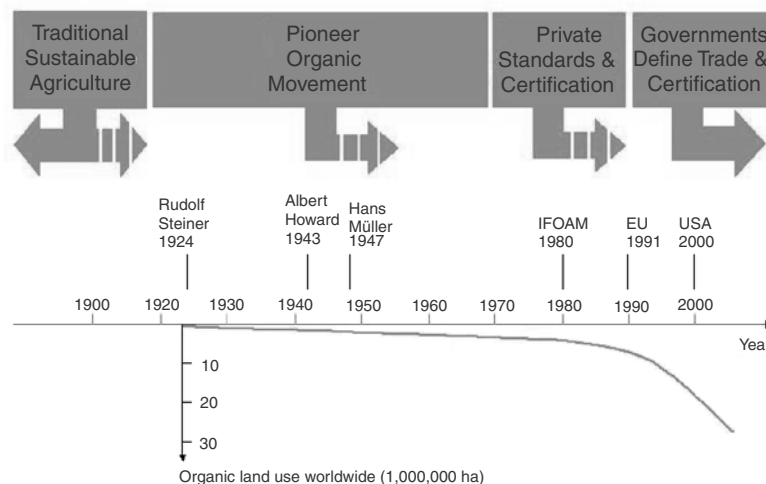 Traditional
Sustainable
Agriculture
Pioneer
Organic
Movement
Private
Standards &
Certification
Governments
Define Trade &
Certification
Rudolf
Steiner
1924
Albert
Howard
1943
Hans
Müller
1947
IFOAM
1980
EU
1991
USA
2000
1900 1920 1930 1940 1950 1960 1970 1980 1990 2000
Yea
10
20
30
Organic land use worldwide (1,000,000 ha)